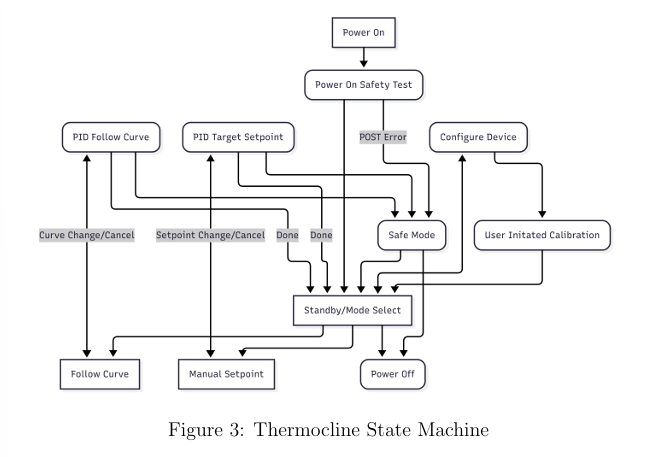 Power On
Power On Safety Test
PID Follow Curve
PID Target Setpoint
POST Error
Configure Device
Curve Change/Cancel
Setpoint Change/Cancel
Done
Done
Safe Mode
User Initated Calibration
Standby/Mode Select
Follow Curve
Manual Setpoint
Power Off
Figure 3: Thermocline State Machine